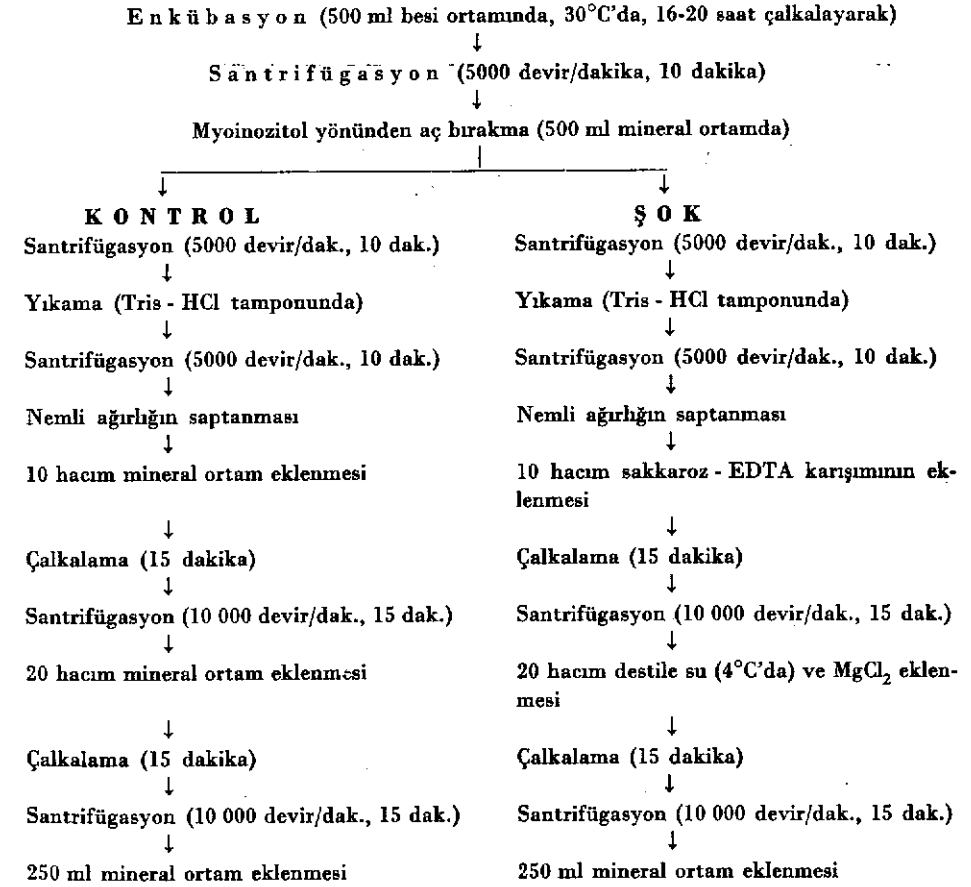 Enkübasyon (500 ml besi ortamında, 30°C'da, 16-20 saat çalkalayarak)
↓
Santrifügasyon (5000 devir/dakika, 10 dakika)
↓
Myoinozitol yönünden aç bırakma (500 ml mineral ortamda)
↓ ↓
KONTROL
Santrifügasyon (5000 devir/dak., 10 dak.)
↓
Yıkama (Tris - HCl tamponunda)
↓
Santrifügasyon (5000 devir/dak., 10 dak.)
↓
Nemli ağırlığın saptanması
↓
10 hacım mineral ortam eklenmesi
↓
Çalkalama (15 dakika)
↓
Santrifügasyon (10 000 devir/dak., 15 dak.)
↓
20 hacım mineral ortam eklenmesi
↓
Çalkalama (15 dakika)
↓
Santrifügasyon (10 000 devir/dak., 15 dak.)
↓
250 ml mineral ortam eklenmesi
ŞOK
Santrifügasyon (5000 devir/dak., 10 dak.)
↓
Yıkama (Tris - HCl tamponunda)
↓
Santrifügasyon (5000 devir/dak., 10 dak.)
↓
Nemli ağırlığın saptanması
↓
10 hacım sakkaroz - EDTA karışımının ek-
lenmesi
↓
Çalkalama (15 dakika)
↓
Santrifügasyon (10 000 devir/dak., 15 dak.)
↓
20 hacım destile su (4°C'da) ve MgCl₂ eklen-
mesi
↓
Çalkalama (15 dakika)
↓
Santrifügasyon (10 000 devir/dak., 15 dak.)
↓
250 ml mineral ortam eklenmesi